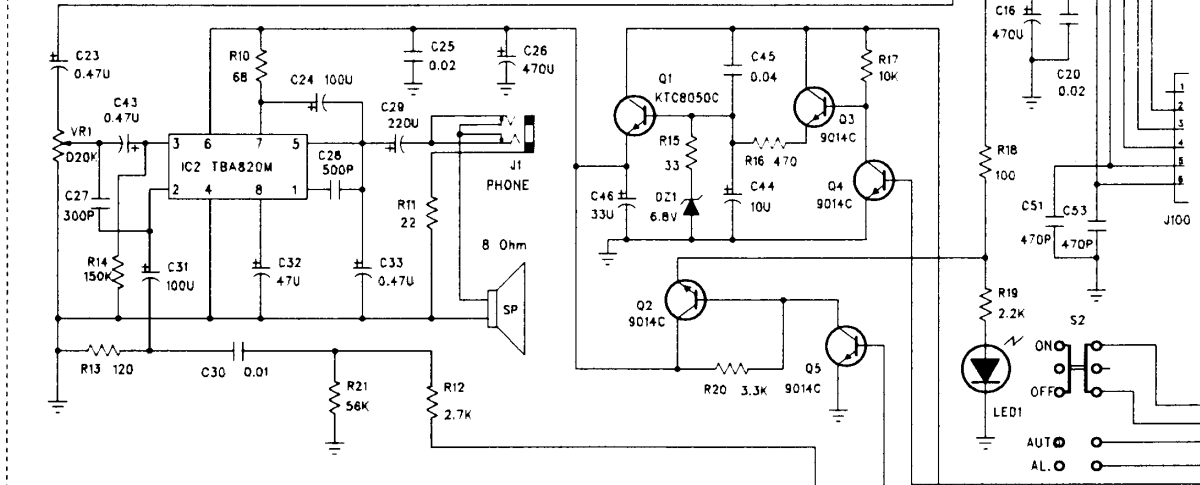 C16
470U
C23
0.47U
R10
68
C25
0.02
C26
470U
C45
0.04
R17
10K
C20
0.02
C24 100U
Q1
KTC8050C
C43
0.47U
C29
220U
Q3
9014C
1
2
3
4
5
6
J100
VR1
D20K
3 6 7 5
IC2 TBA820M
2 4 8 1
C28
500P
R15
33
R16 470
J1
PHONE
R18
100
C27
300P
R11
22
C46
33U
DZ1
6.8V
C44
10U
Q4
9014C
C51
470P
C53
470P
R14
150K
C31
100U
C32
47U
C33
0.47U
8 Ohm
SP
Q2
9014C
R19
2.2K
S2
ON
OFF
R13 120
C30 0.01
R21
56K
R12
2.7K
R20 3.3K
Q5
9014C
LED1
AUTO
AL.